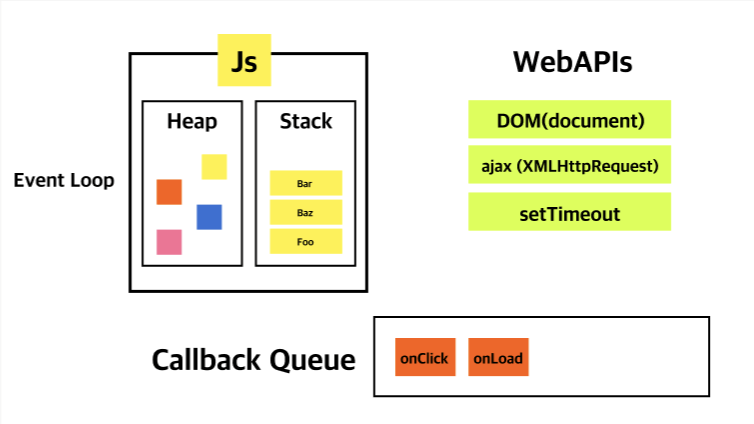 Js
WebAPIs
Heap
Stack
DOM(document)
ajax (XMLHttpRequest)
setTimeout
Event Loop
Bar
Baz
Foo
Callback Queue
onClick
onLoad